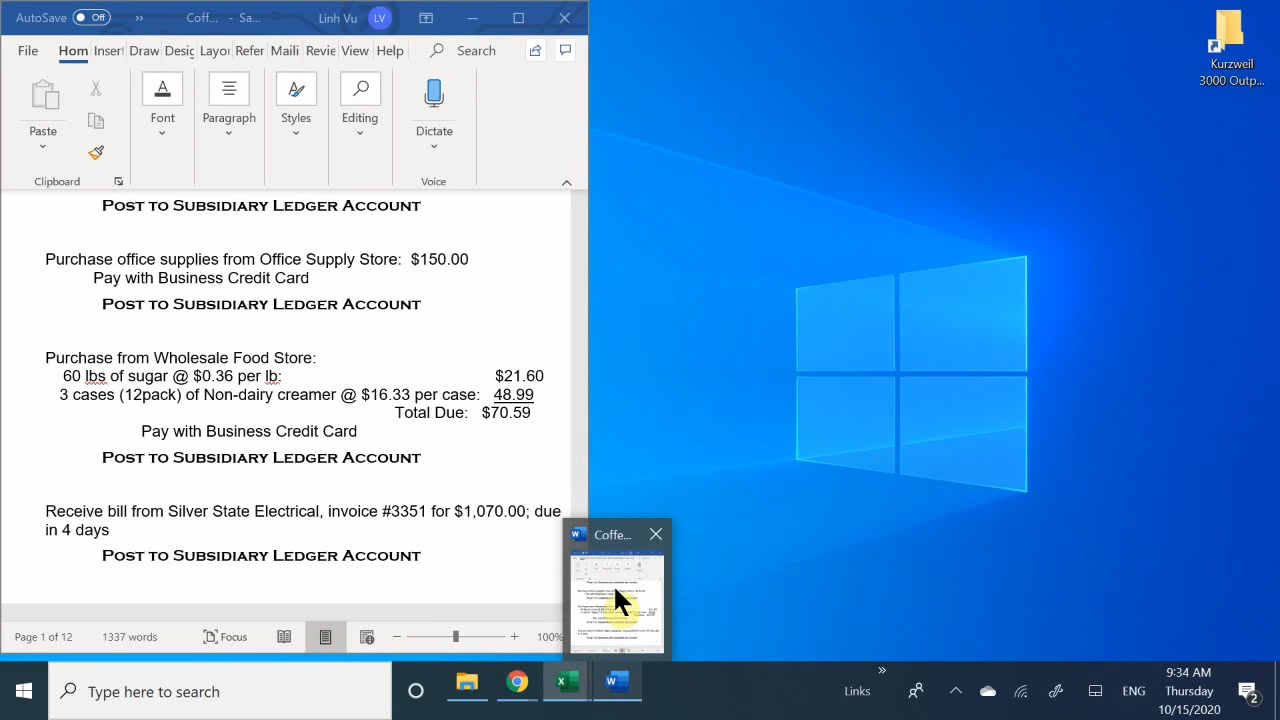 AutoSave Off Coff... - Sa... Linh Vu LV
File Hom Insert Draw Desig Layou Refer Maili Revie View Help Search
Paste
Font
Paragraph
Styles
Editing
Dictate
Clipboard
Voice
Kurzweil
3000 Outp...
POST TO SUBSIDIARY LEDGER ACCOUNT
Purchase office supplies from Office Supply Store: $150.00
Pay with Business Credit Card
POST TO SUBSIDIARY LEDGER ACCOUNT
Purchase from Wholesale Food Store:
60 lbs of sugar @ $0.36 per lb: $21.60
3 cases (12pack) of Non-dairy creamer @ $16.33 per case: 48.99
Total Due: $70.59
Pay with Business Credit Card
POST TO SUBSIDIARY LEDGER ACCOUNT
Receive bill from Silver State Electrical, invoice #3351 for $1,070.00; due
in 4 days
POST TO SUBSIDIARY LEDGER ACCOUNT
Coffe...
Page 1 of 7 1337 words Focus 100%
Type here to search
Links
ENG
9:34 AM
Thursday
10/15/2020
2